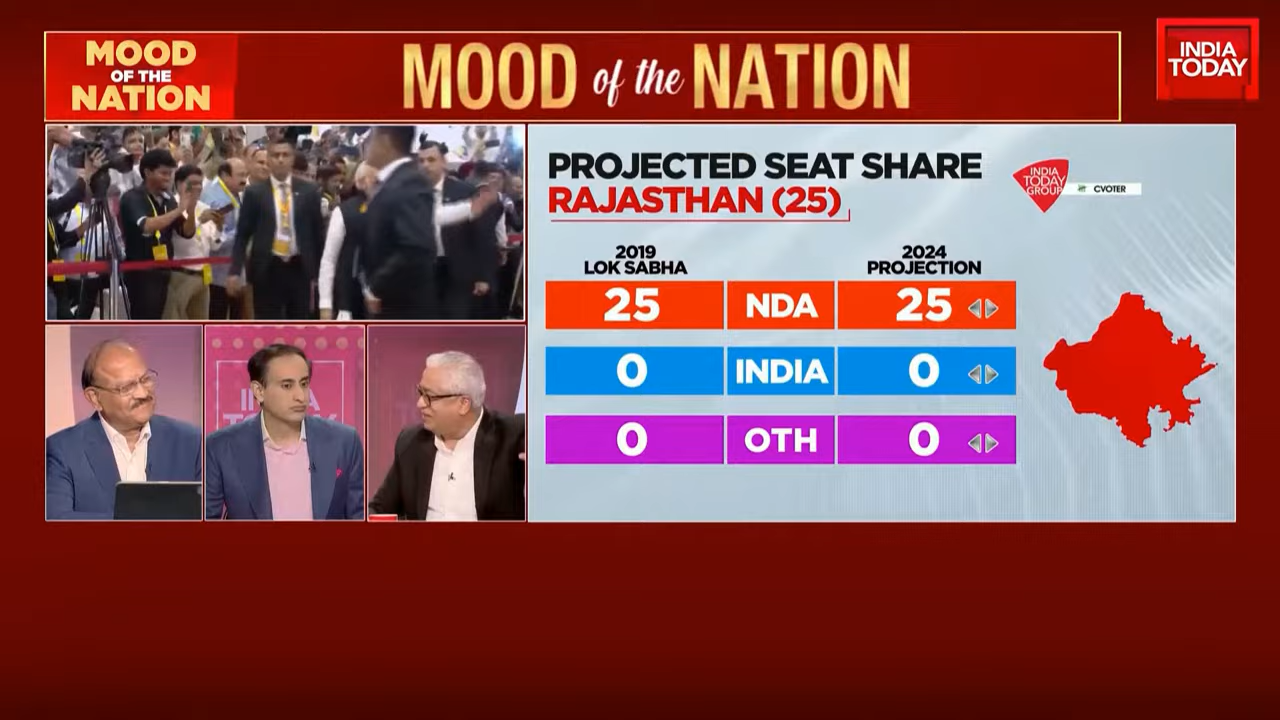 MOOD
OF THE
NATION
MOOD of the NATION
INDIA
TODAY
PROJECTED SEAT SHARE
RAJASTHAN (25)
INDIA
TODAY
GROUP
CVOTER
2019
LOK SABHA
2024
PROJECTION
25 NDA 25
0 INDIA 0
0 OTH 0